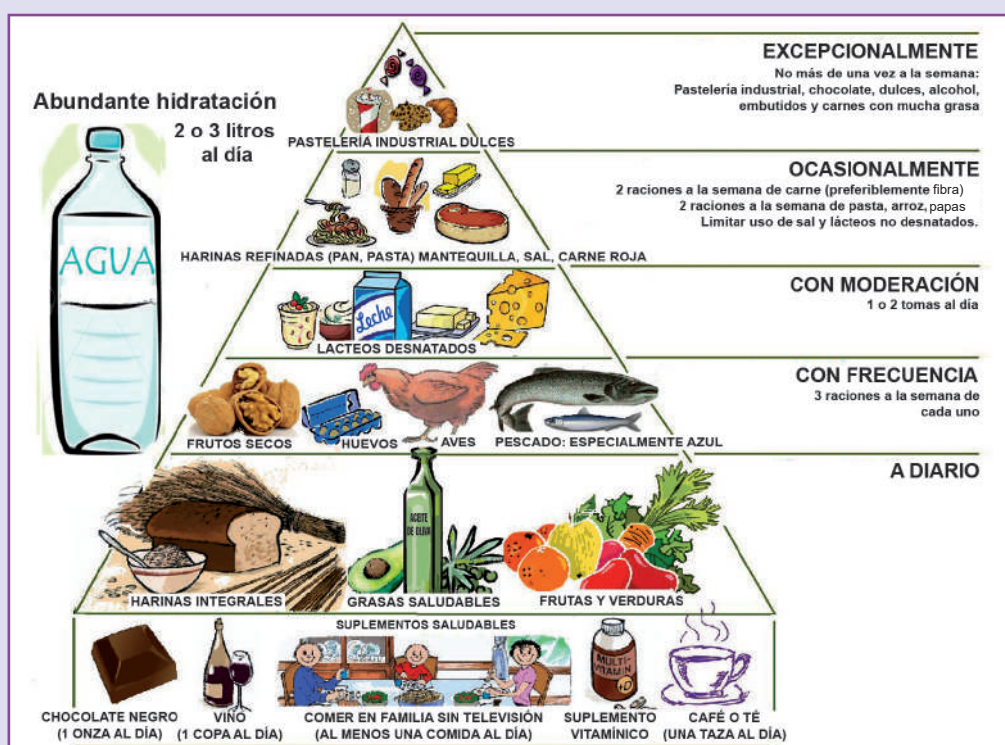 EXCEPCIONALMENTE
No más de una vez a la semana:
Pastelería industrial, chocolate, dulces, alcohol,
embutidos y carnes con mucha grasa
Abundante hidratación
2 o 3 litros
al día
AGUA
PASTELERÍA INDUSTRIAL DULCES
OCASIONALMENTE
2 raciones a la semana de carne (preferiblemente fibra)
2 raciones a la semana de pasta, arroz, papas
Limitar uso de sal y lácteos no desnatados.
HARINAS REFINADAS (PAN, PASTA) MANTEQUILLA, SAL, CARNE ROJA
CON MODERACIÓN
1 o 2 tomas al día
Leche
LACTEOS DESNATADOS
CON FRECUENCIA
3 raciones a la semana de
cada uno
FRUTOS SECOS
HUEVOS
AVES
PESCADO: ESPECIALMENTE AZUL
A DIARIO
ACEITE
DE OLIVA
HARINAS INTEGRALES
GRASAS SALUDABLES
FRUTAS Y VERDURAS
SUPLEMENTOS SALUDABLES
MULTI-
VITAMIN
+D
CHOCOLATE NEGRO
(1 ONZA AL DÍA)
VINO
(1 COPA AL DÍA)
COMER EN FAMILIA SIN TELEVISIÓN
(AL MENOS UNA COMIDA AL DÍA)
SUPLEMENTO
VITAMÍNICO
CAFÉ O TÉ
(UNA TAZA AL DÍA)